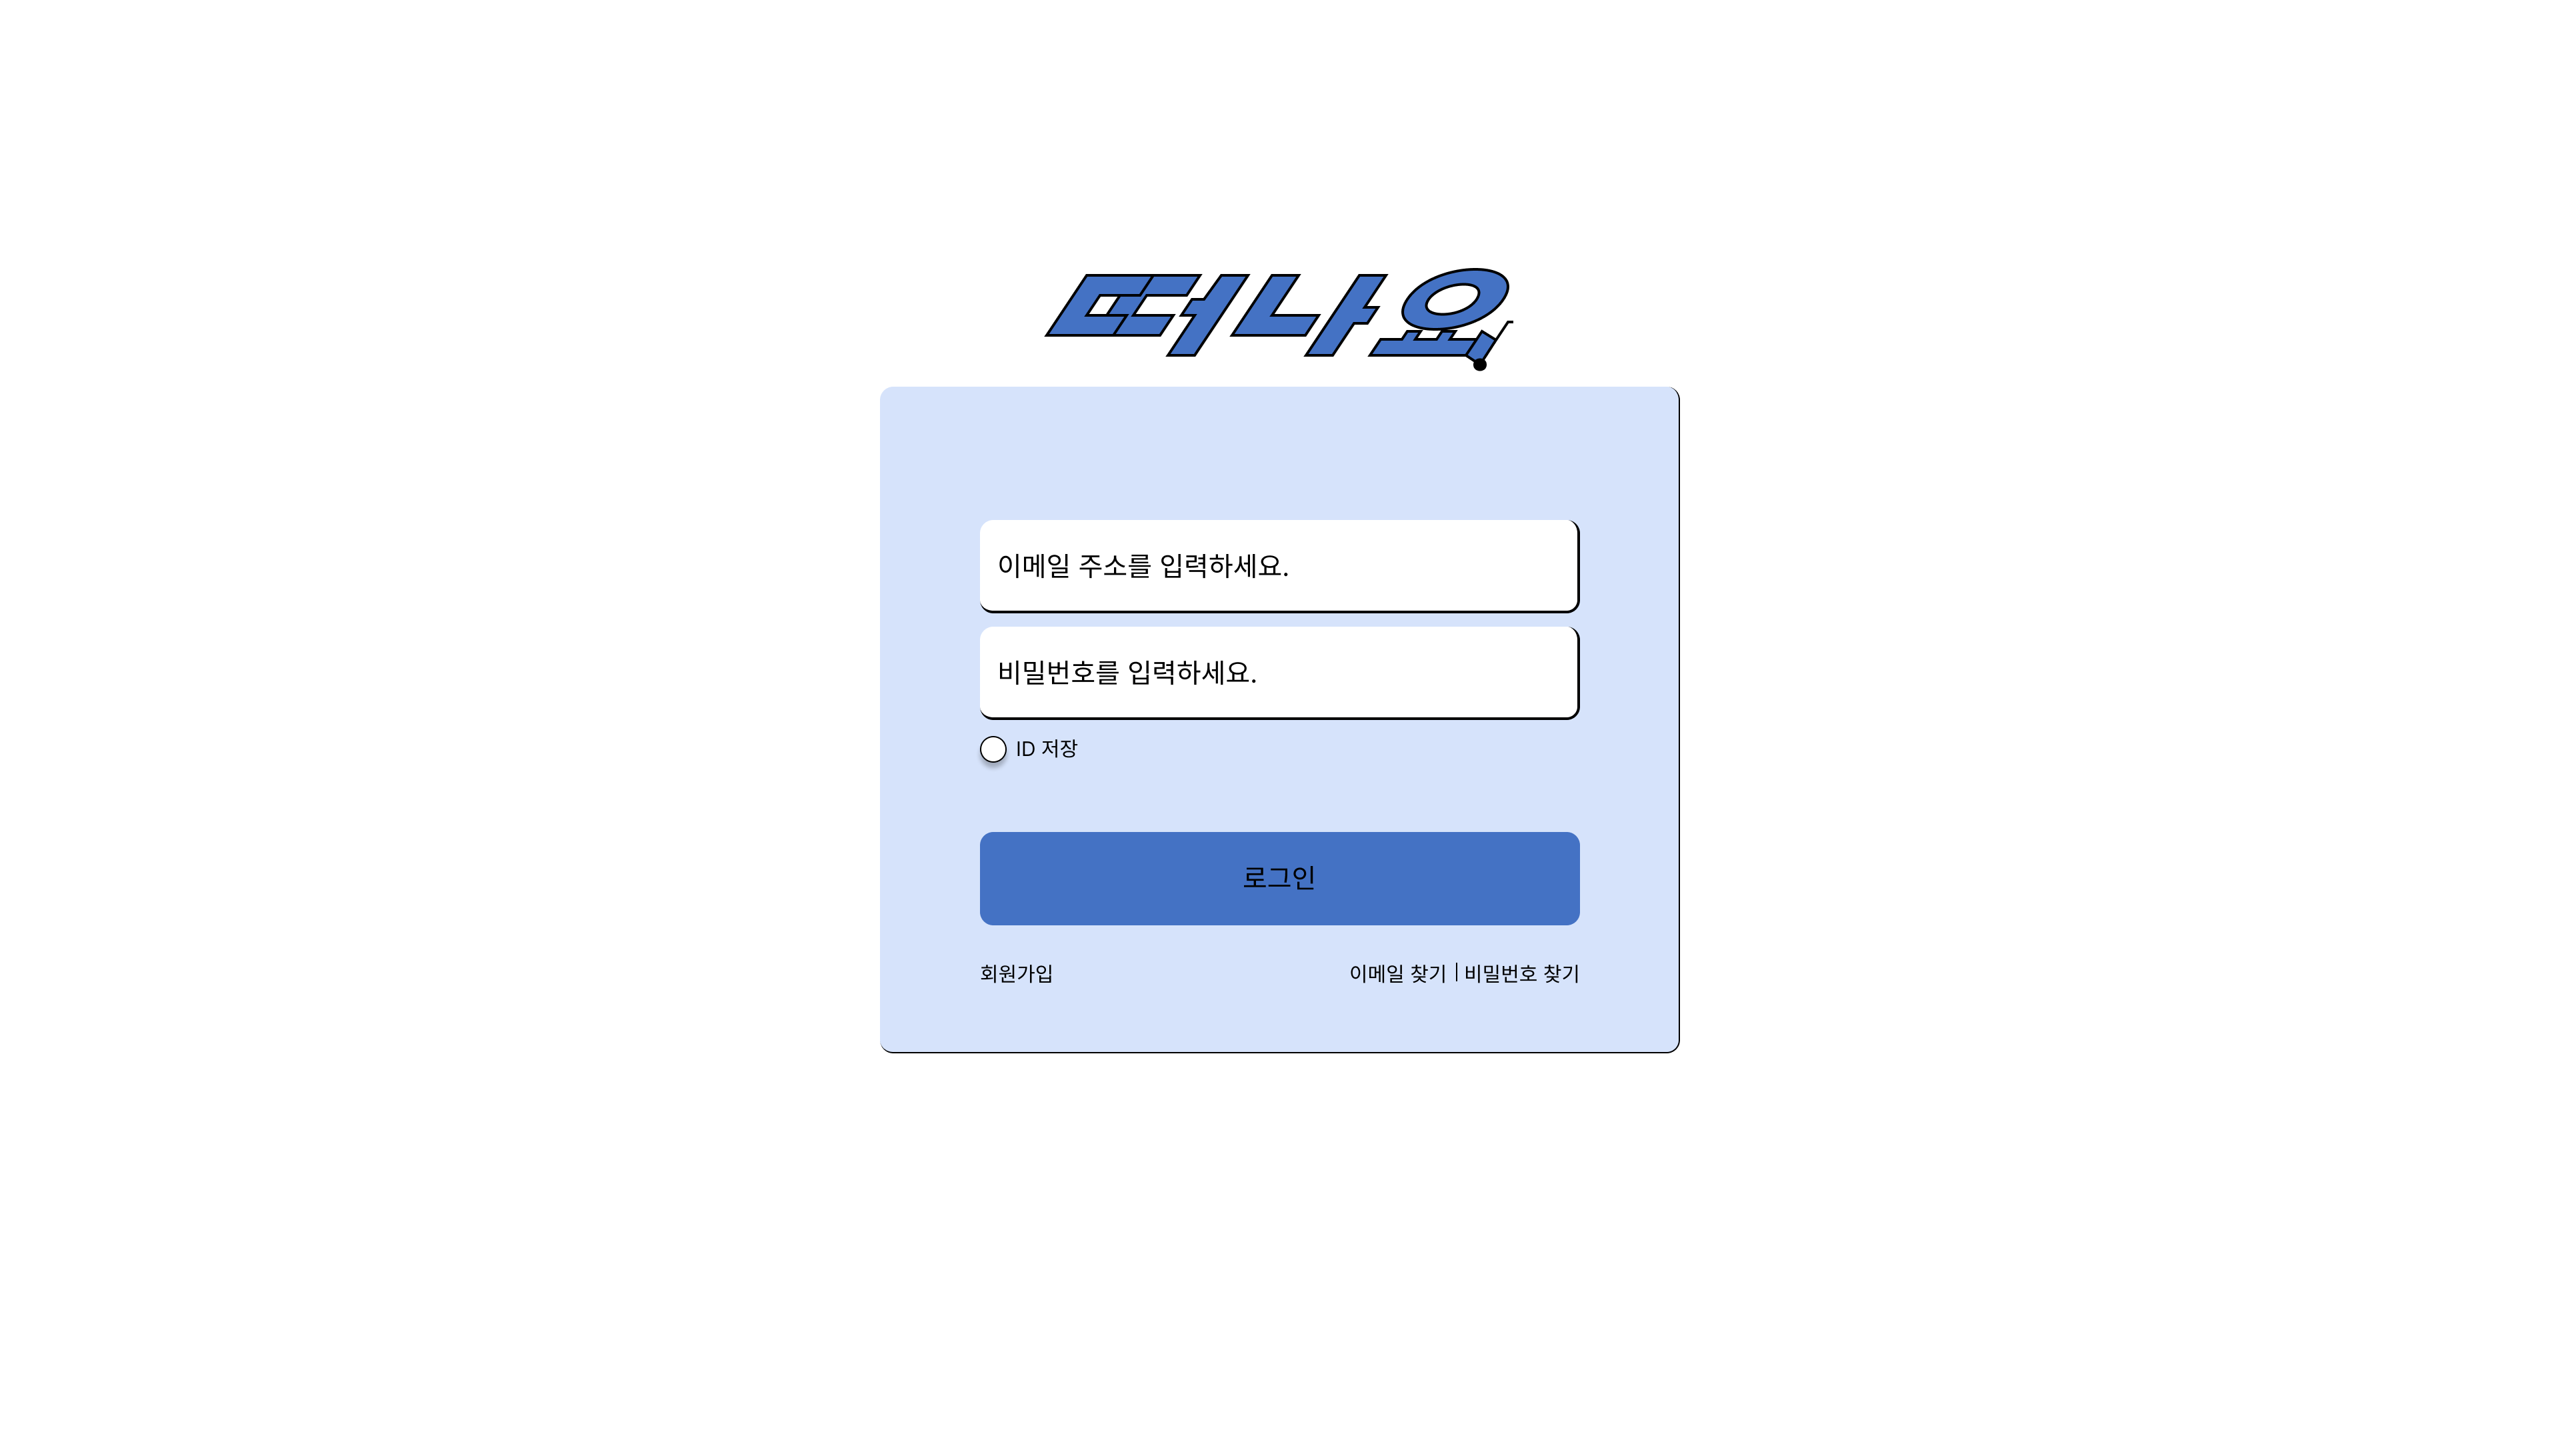 떠나요
이메일 주소를 입력하세요.
비밀번호를 입력하세요.
ID 저장
로그인
회원가입
이메일 찾기 | 비밀번호 찾기